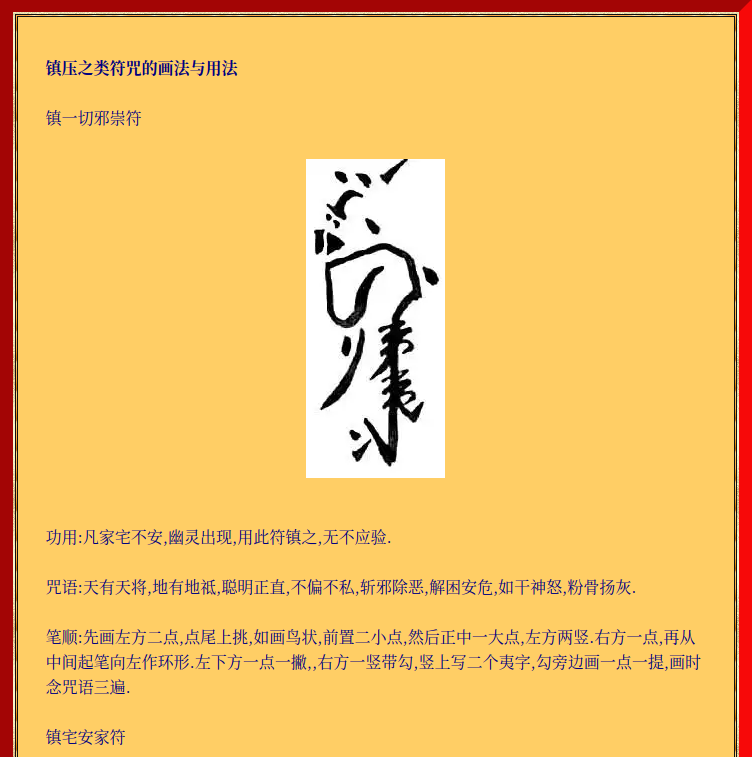 镇压之类符咒的画法与用法
镇一切邪崇符
功用:凡家宅不安,幽灵出现,用此符镇之,无不应验.
咒语:天有天将,地有地祇,聪明正直,不偏不私,斩邪除恶,解困安危,如干神怒,粉骨扬灰.
笔顺:先画左方二点,点尾上挑,如画鸟状,前置二小点,然后正中一大点,左方两竖.右方一点,再从
中间起笔向左作环形.左下方一点一撇,,右方一竖带勾,竖上写二个夷字,勾旁边画一点一提,画时
念咒语三遍.
镇宅安家符